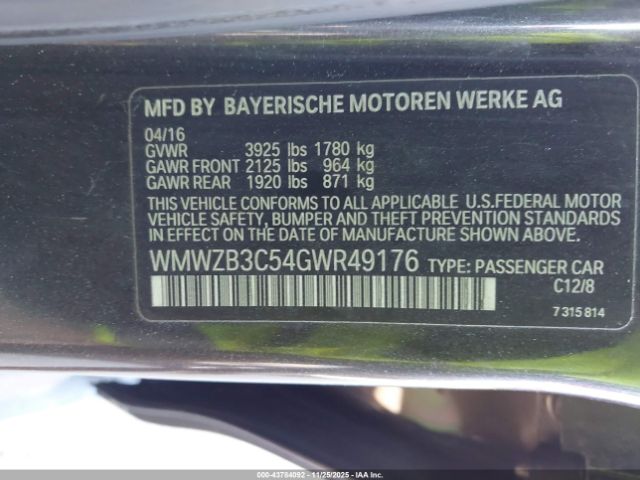 MFD BY BAYERISCHE MOTOREN WERKE AG
04/16
GVWR 3925 lbs 1780 kg
GAWR FRONT 2125 lbs 964 kg
GAWR REAR 1920 lbs 871 kg
THIS VEHICLE CONFORMS TO ALL APPLICABLE U.S.FEDERAL MOTOR
VEHICLE SAFETY, BUMPER AND THEFT PREVENTION STANDARDS
IN EFFECT ON THE DATE OF MANUFACTURE SHOWN ABOVE.
WMWZB3C54GWR49176 TYPE: PASSENGER CAR
C12/8
7 315 814
000-43784092 - 11/25/2025 - IAAI.COM